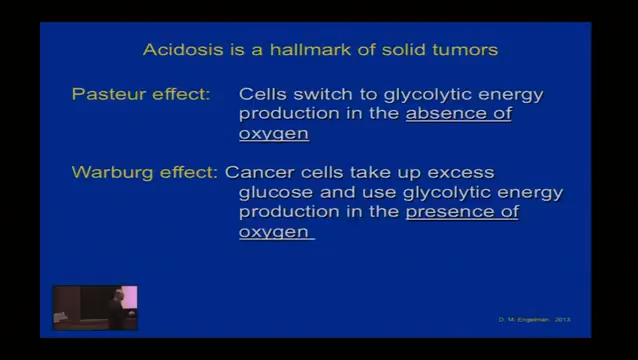 Acidosis is a hallmark of solid tumors
Pasteur effect: Cells switch to glycolytic energy
production in the absence of
oxygen
Warburg effect: Cancer cells take up excess
glucose and use glycolytic energy
production in the presence of
oxygen
D. M. Engelman, 2013